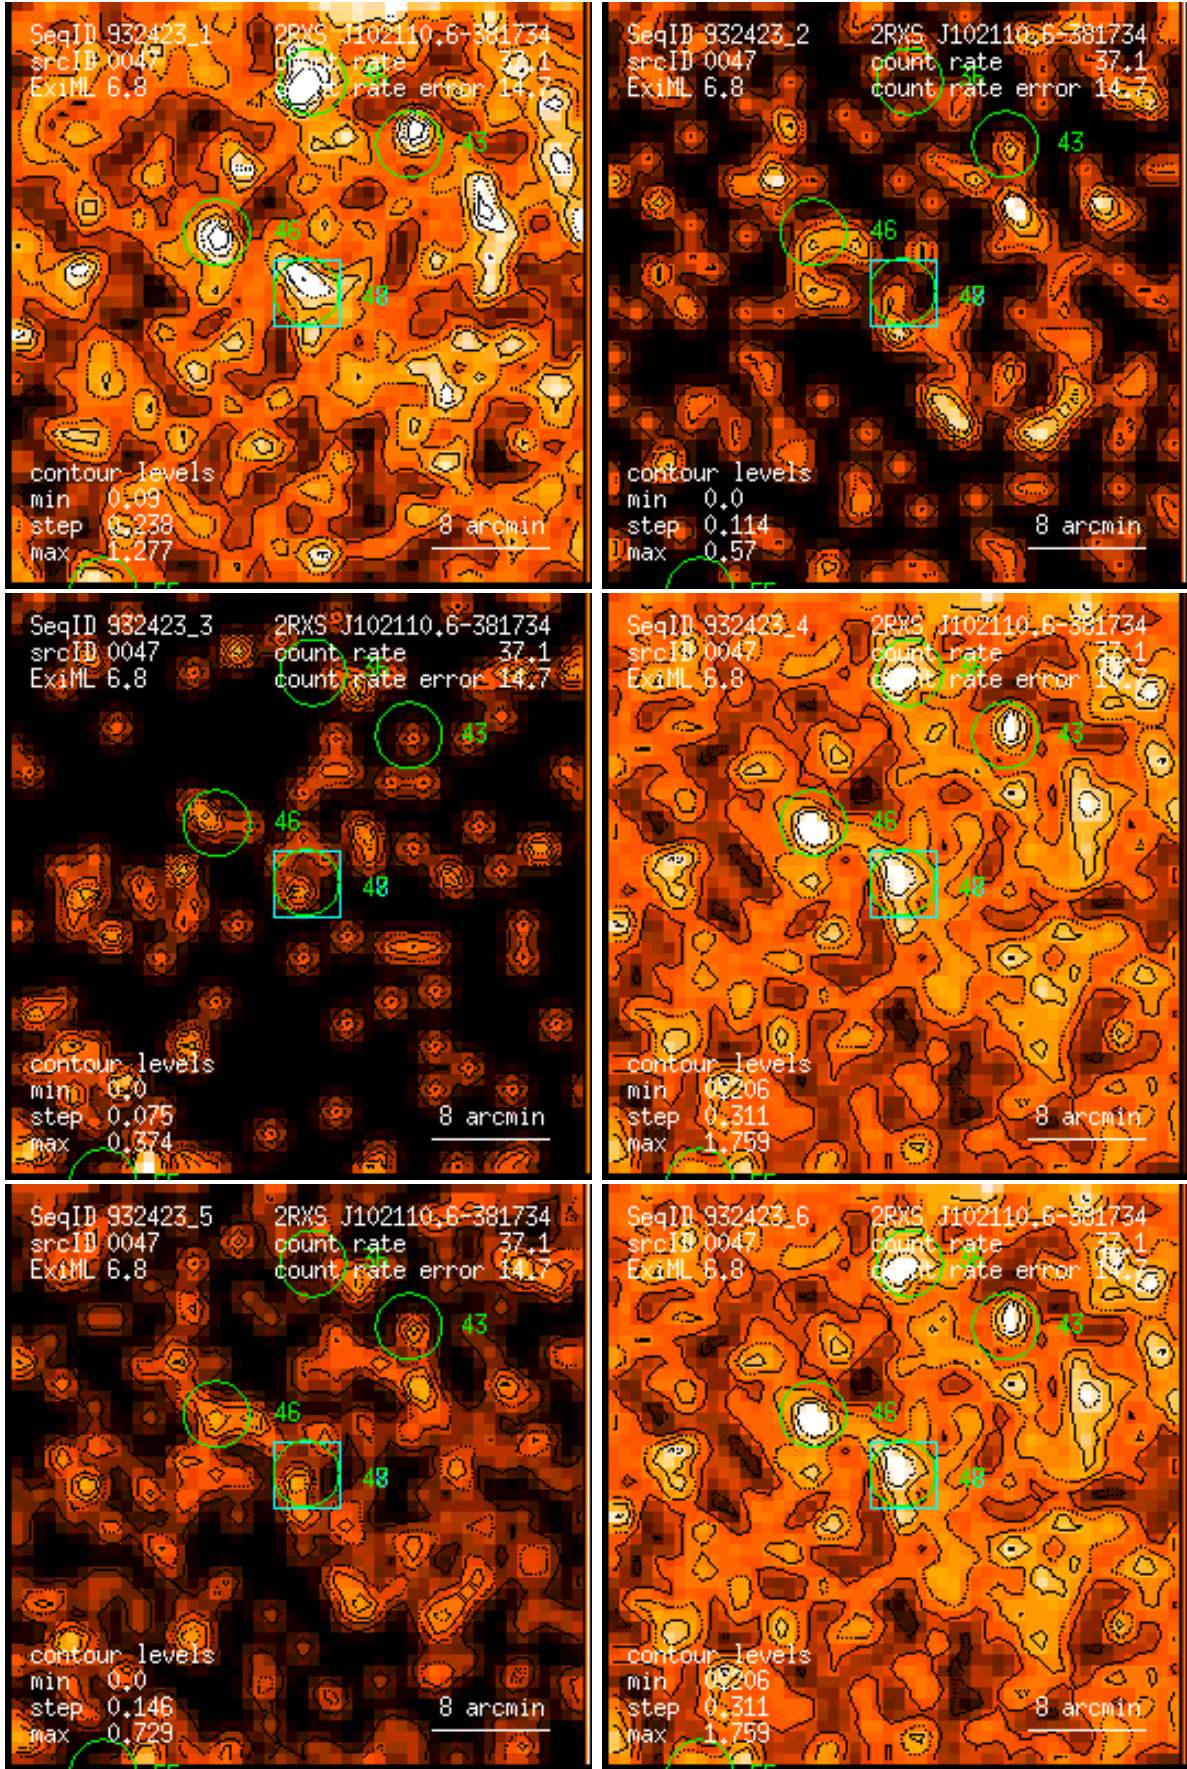 SeqID 932423_1 2RXS J102110.6-381734
srcID 0047 count rate 37.1
ExiML 6.8 count rate error 14.7
43
46
48
contour levels
min 0.09
step 0.238 8 arcmin
max 1.277
SeqID 932423_2 2RXS J102110.6-381734
srcID 0047 count rate 37.1
ExiML 6.8 count rate error 14.7
43
46
48
contour levels
min 0.0
step 0.114 8 arcmin
max 0.57
SeqID 932423_3 2RXS J102110.6-381734
srcID 0047 count rate 37.1
ExiML 6.8 count rate error 14.7
43
46
48
contour levels
min 0.0
step 0.075 8 arcmin
max 0.374
SeqID 932423_4 2RXS J102110.6-381734
srcID 0047 count rate 37.1
ExiML 6.8 count rate error 14.7
43
46
48
contour levels
min 0.206
step 0.311 8 arcmin
max 1.759
SeqID 932423_5 2RXS J102110.6-381734
srcID 0047 count rate 37.1
ExiML 6.8 count rate error 14.7
43
46
48
contour levels
min 0.0
step 0.146 8 arcmin
max 0.729
SeqID 932423_6 2RXS J102110.6-381734
srcID 0047 count rate 37.1
ExiML 6.8 count rate error 14.7
43
46
48
contour levels
min 0.206
step 0.311 8 arcmin
max 1.759